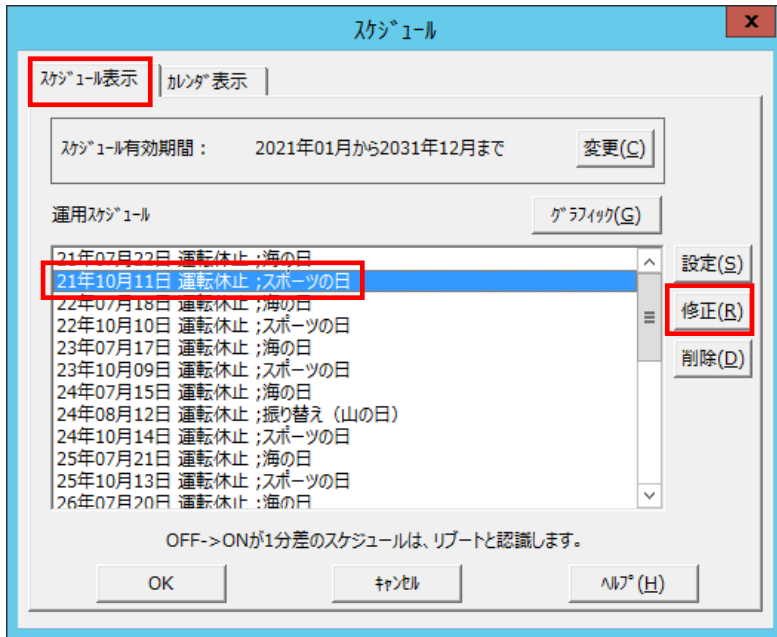 ｽｹｼﾞｭｰﾙ
x
ｽｹｼﾞｭｰﾙ表示
ｶﾚﾝﾀﾞ表示
ｽｹｼﾞｭｰﾙ有効期間： 2021年01月から2031年12月まで 変更(C)
運用ｽｹｼﾞｭｰﾙ
ｸﾞﾗﾌｨｯｸ(G)
21年07月22日 運転休止 ;海の日
21年10月11日 運転休止 ;スポーツの日
22年07月18日 運転休止 ;海の日
22年10月10日 運転休止 ;スポーツの日
23年07月17日 運転休止 ;海の日
23年10月09日 運転休止 ;スポーツの日
24年07月15日 運転休止 ;海の日
24年08月12日 運転休止 ;振り替え（山の日）
24年10月14日 運転休止 ;スポーツの日
25年07月21日 運転休止 ;海の日
25年10月13日 運転休止 ;スポーツの日
26年07月20日 運転休止 ;海の日
設定(S)
修正(R)
削除(D)
OFF->ONが1分差のスケジュールは、リブートと認識します。
OK
ｷｬﾝｾﾙ
ﾍﾙﾌﾟ(H)